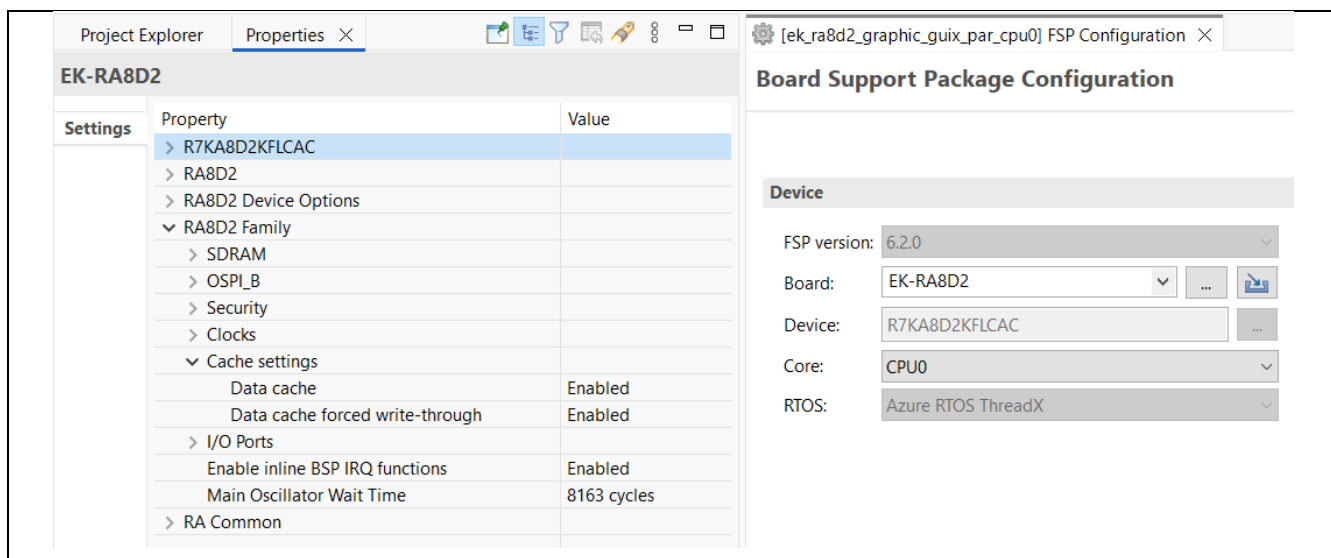 Project Explorer
Properties
EK-RA8D2
Settings
Property Value
R7KA8D2KFLCAC
RA8D2
RA8D2 Device Options
RA8D2 Family
SDRAM
OSPI_B
Security
Clocks
Cache settings
Data cache Enabled
Data cache forced write-through Enabled
I/O Ports
Enable inline BSP IRQ functions Enabled
Main Oscillator Wait Time 8163 cycles
RA Common
[ek_ra8d2_graphic_guix_par_cpu0] FSP Configuration
Board Support Package Configuration
Device
FSP version: 6.2.0
Board: EK-RA8D2 ...
Device: R7KA8D2KFLCAC ...
Core: CPU0
RTOS: Azure RTOS ThreadX